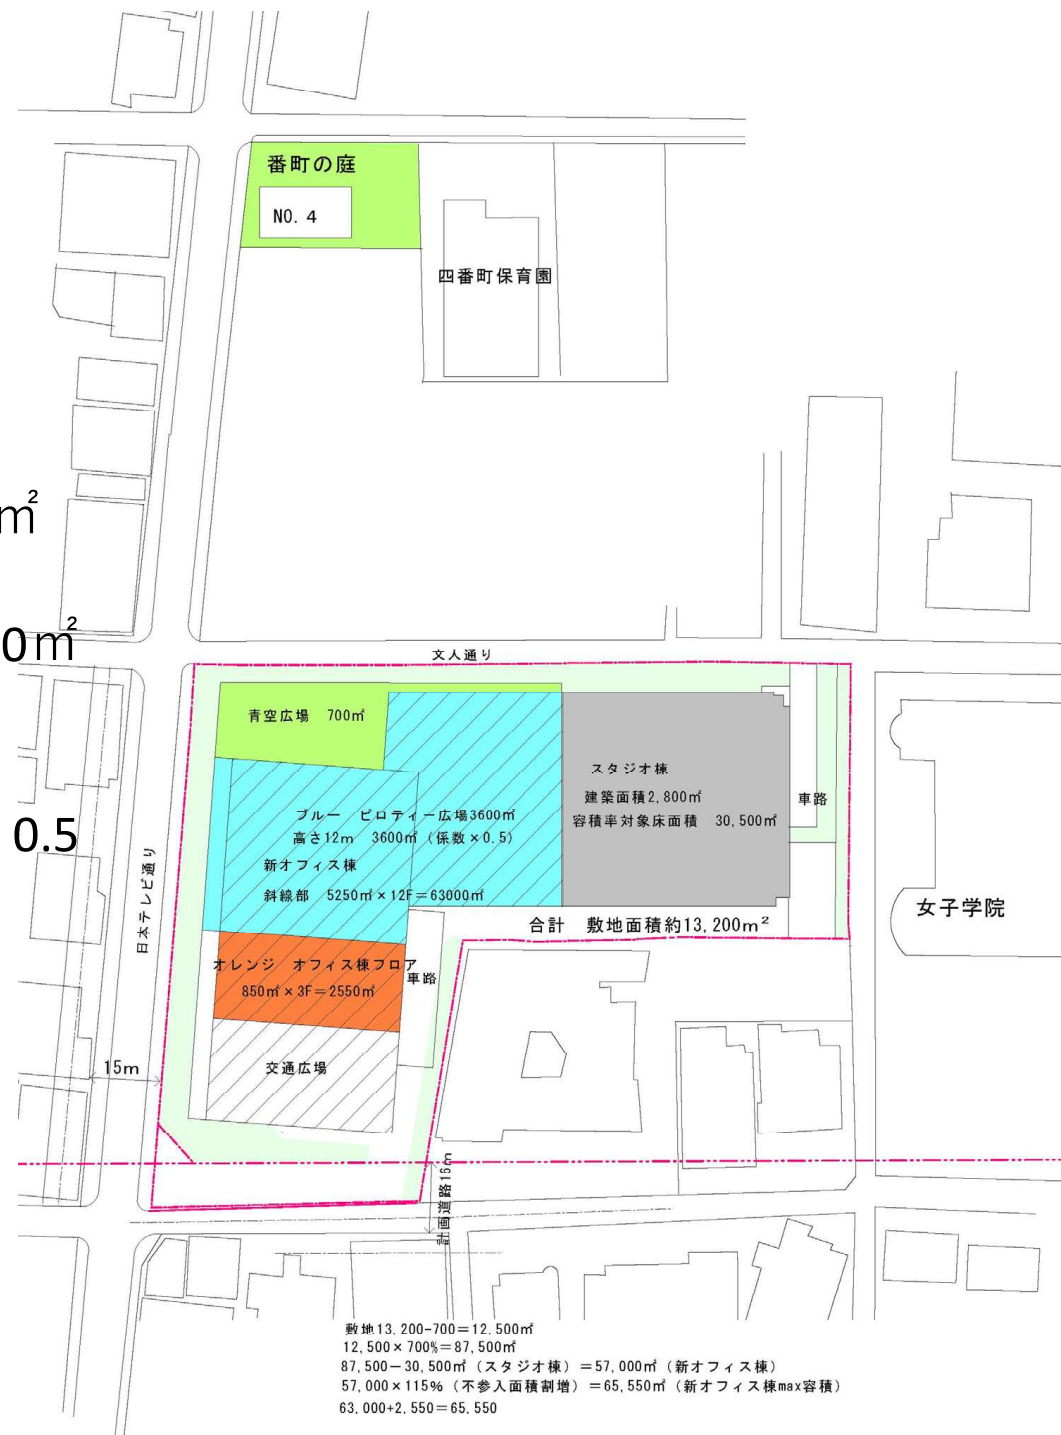 番町の庭
NO. 4
四番町保育園
㎡
0㎡
文人通り
青空広場 700㎡
スタジオ棟
建築面積2,800㎡
容積率対象床面積 30,500㎡
車路
ブルー ピロティー広場3600㎡
高さ12m 3600㎡（係数×0.5）
0.5
新オフィス棟
斜線部 5250㎡×12F＝63000㎡
日本テレビ通り
女子学院
合計 敷地面積約13,200m²
オレンジ オフィス棟フロア
車路
850㎡×3F＝2550㎡
交通広場
15m
計画道路16m
敷地13,200-700＝12,500㎡
12,500×700%＝87,500㎡
87,500－30,500㎡（スタジオ棟）＝57,000㎡（新オフィス棟）
57,000×115%（不参入面積割増）＝65,550㎡（新オフィス棟max容積）
63,000+2,550＝65,550